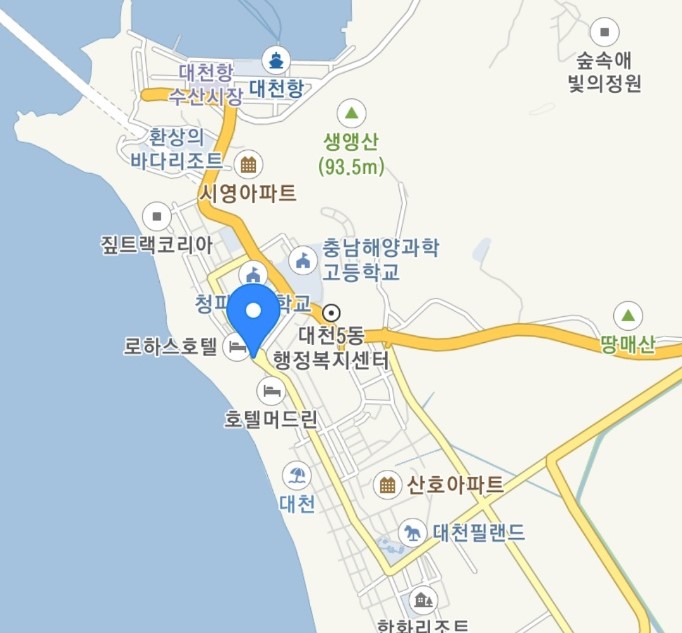 대천항
수산시장
대천항
숲속애
빛의정원
환상의
바다리조트
생앵산
(93.5m)
시영아파트
짚트랙코리아
충남해양과학
고등학교
학교
대천5동
행정복지센터
땅매산
로하스호텔
호텔머드린
대천
산호아파트
대천필랜드
한화리조트